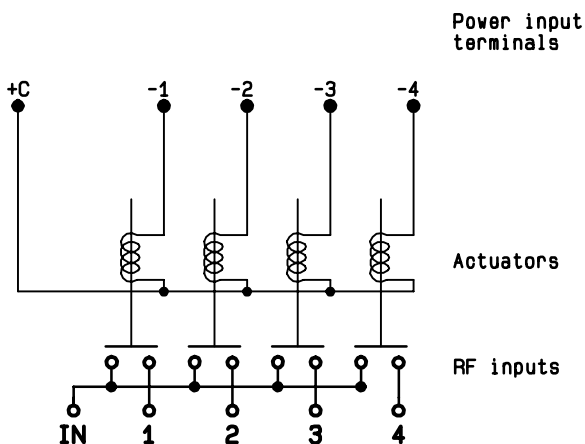 Power input
terminals
+C -1 -2 -3 -4
Actuators
RF inputs
IN 1 2 3 4